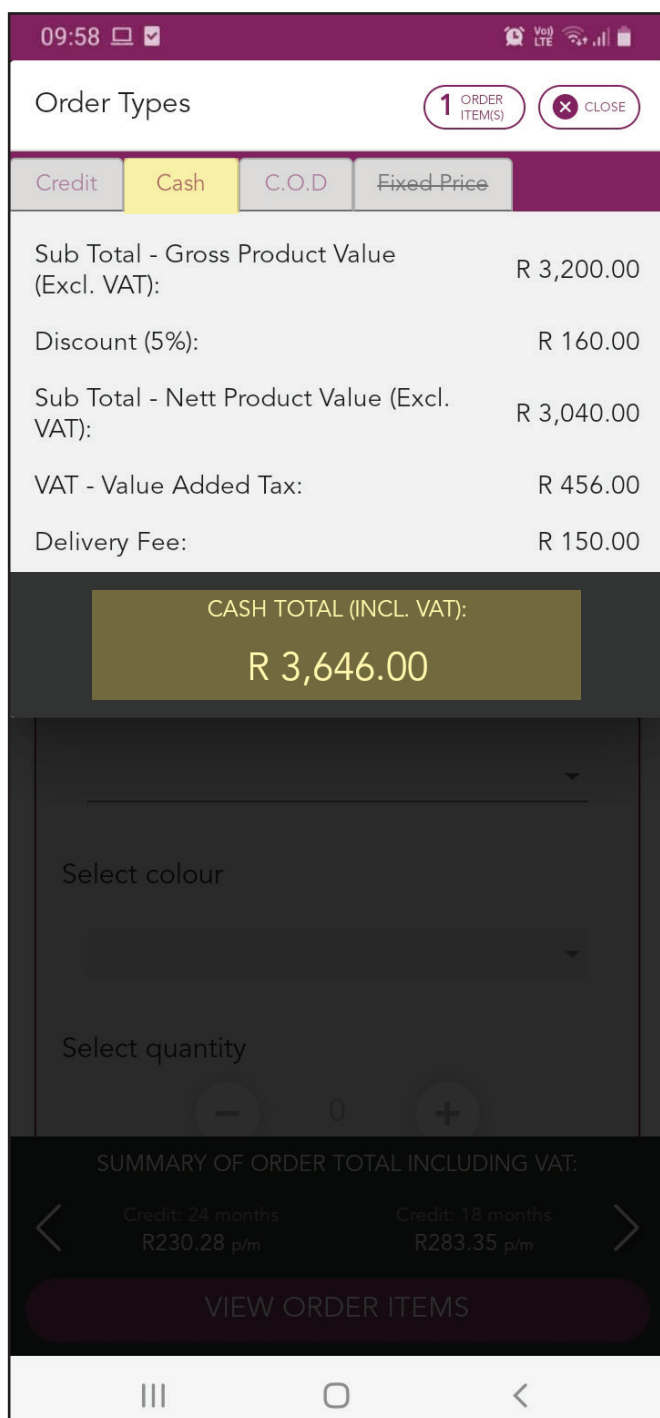 09:58
Vo)) LTE
Order Types
1 ORDER ITEM(S)
CLOSE
Credit
Cash
C.O.D
Fixed Price
Sub Total - Gross Product Value
(Excl. VAT):
R 3,200.00
Discount (5%):
R 160.00
Sub Total - Nett Product Value (Excl.
VAT):
R 3,040.00
VAT - Value Added Tax:
R 456.00
Delivery Fee:
R 150.00
CASH TOTAL (INCL. VAT):
R 3,646.00
Select colour
Select quantity
0
SUMMARY OF ORDER TOTAL INCLUDING VAT:
Credit: 24 months
R230.28 p/m
Credit: 18 months
R283.35 p/m
VIEW ORDER ITEMS